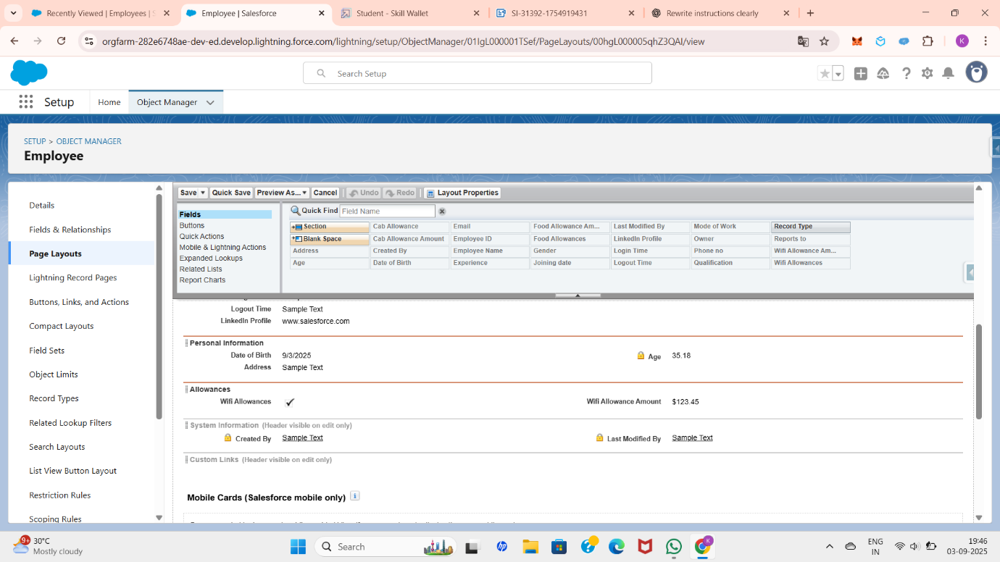 Recently Viewed | Employees | S
Employee | Salesforce
Student - Skill Wallet
SI-31392-1754919431
Rewrite instructions clearly
orgfarm-282e6748ae-dev-ed.develop.lightning.force.com/lightning/setup/ObjectManager/01IgL000001TSef/PageLayouts/00hgL000005qhZ3QAI/view
K
Search Setup
Setup
Home
Object Manager
SETUP > OBJECT MANAGER
Employee
Details
Fields & Relationships
Page Layouts
Lightning Record Pages
Buttons, Links, and Actions
Compact Layouts
Field Sets
Object Limits
Record Types
Related Lookup Filters
Search Layouts
List View Button Layout
Restriction Rules
Scoping Rules
Save Quick Save Preview As... Cancel Undo Redo Layout Properties
Fields
Buttons
Quick Actions
Mobile & Lightning Actions
Expanded Lookups
Related Lists
Report Charts
Quick Find Field Name
Section Cab Allowance Email Food Allowance Am... Last Modified By Mode of Work Record Type
Blank Space Cab Allowance Amount Employee ID Food Allowances LinkedIn Profile Owner Reports to
Address Created By Employee Name Gender Login Time Phone no Wifi Allowance Am...
Age Date of Birth Experience Joining date Logout Time Qualification Wifi Allowances
Logout Time Sample Text
LinkedIn Profile www.salesforce.com
Personal Information
Date of Birth 9/3/2025 Age 35.18
Address Sample Text
Allowances
Wifi Allowances Wifi Allowance Amount $123.45
System Information (Header visible on edit only)
Created By Sample Text Last Modified By Sample Text
Custom Links (Header visible on edit only)
Mobile Cards (Salesforce mobile only) i
9+
30°C
Mostly cloudy
Search
K
ENG
IN
19:46
03-09-2025